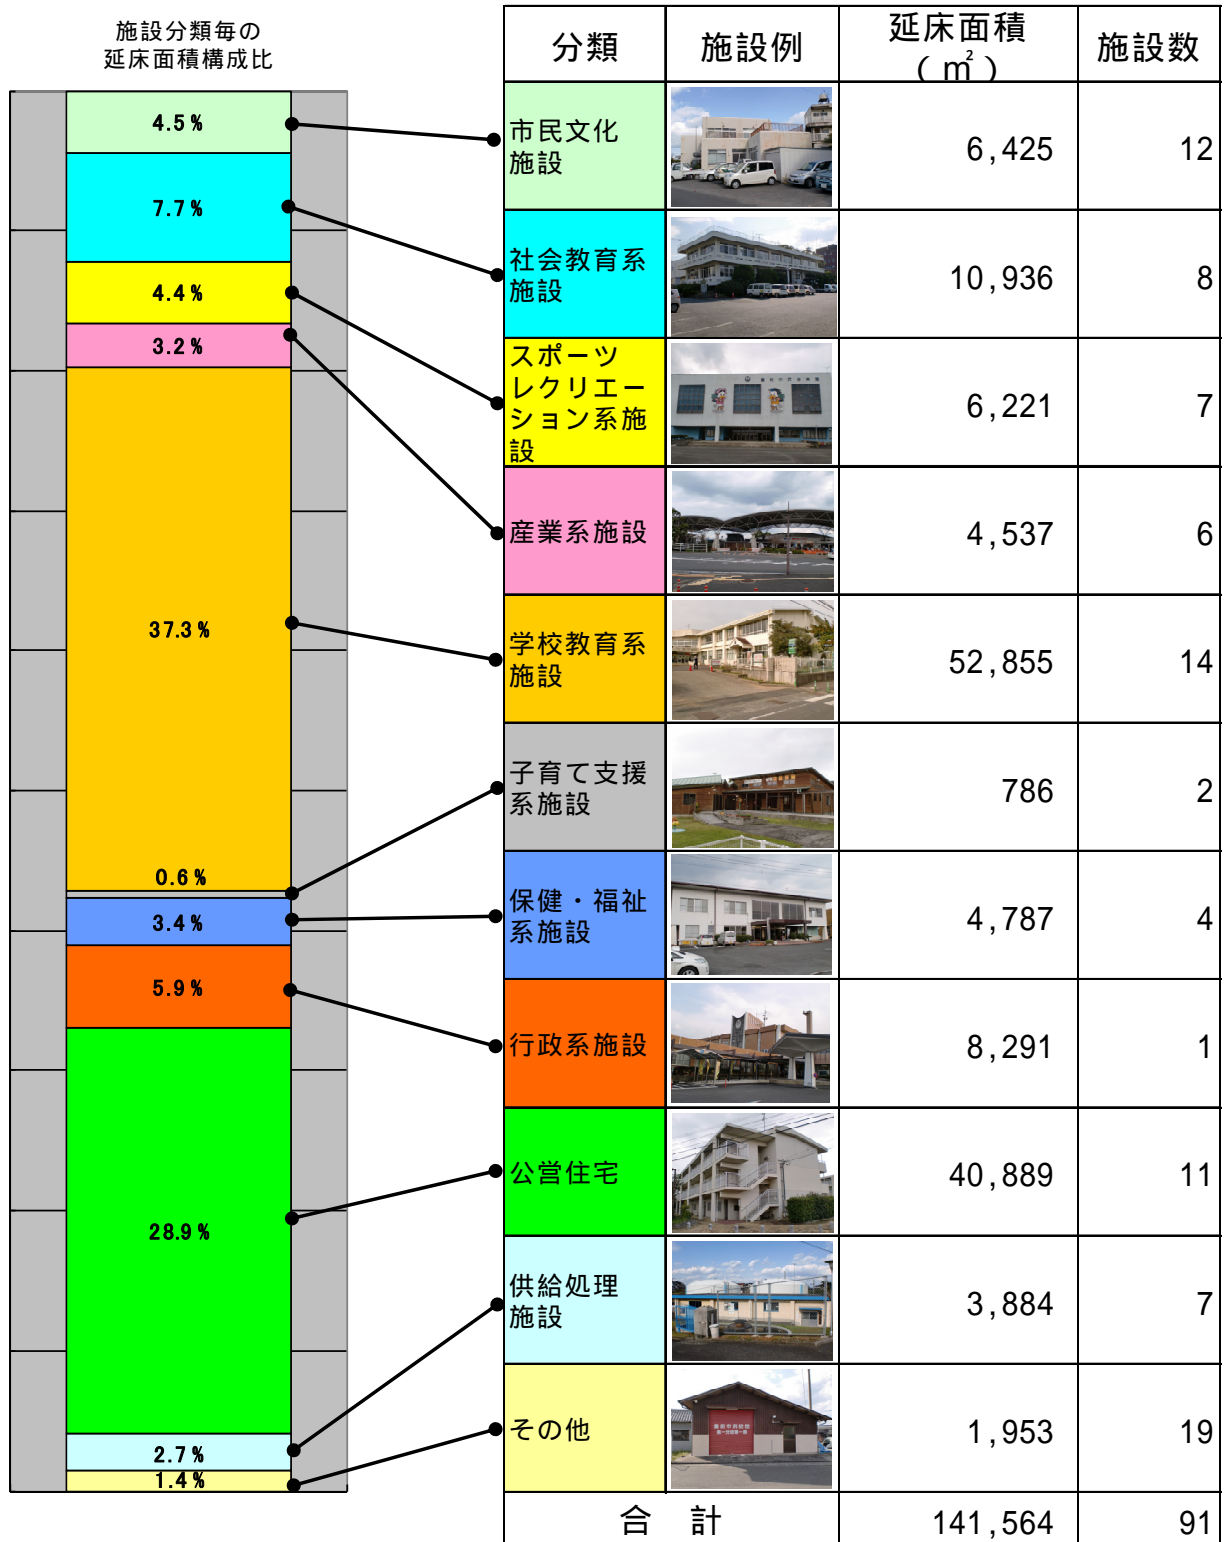 施設分類毎の
延床面積構成比
4.5%
7.7%
4.4%
3.2%
37.3%
0.6%
3.4%
5.9%
28.9%
2.7%
1.4%
分類 施設例 延床面積 施設数
(㎡)
市民文化
施設
6,425 12
社会教育系
施設
10,936 8
スポーツ
レクリエー
ション系施
設
6,221 7
産業系施設 4,537 6
学校教育系
施設
52,855 14
子育て支援
系施設
786 2
保健・福祉
系施設
4,787 4
行政系施設 8,291 1
公営住宅 40,889 11
供給処理
施設
3,884 7
その他 1,953 19
合 計 141,564 91